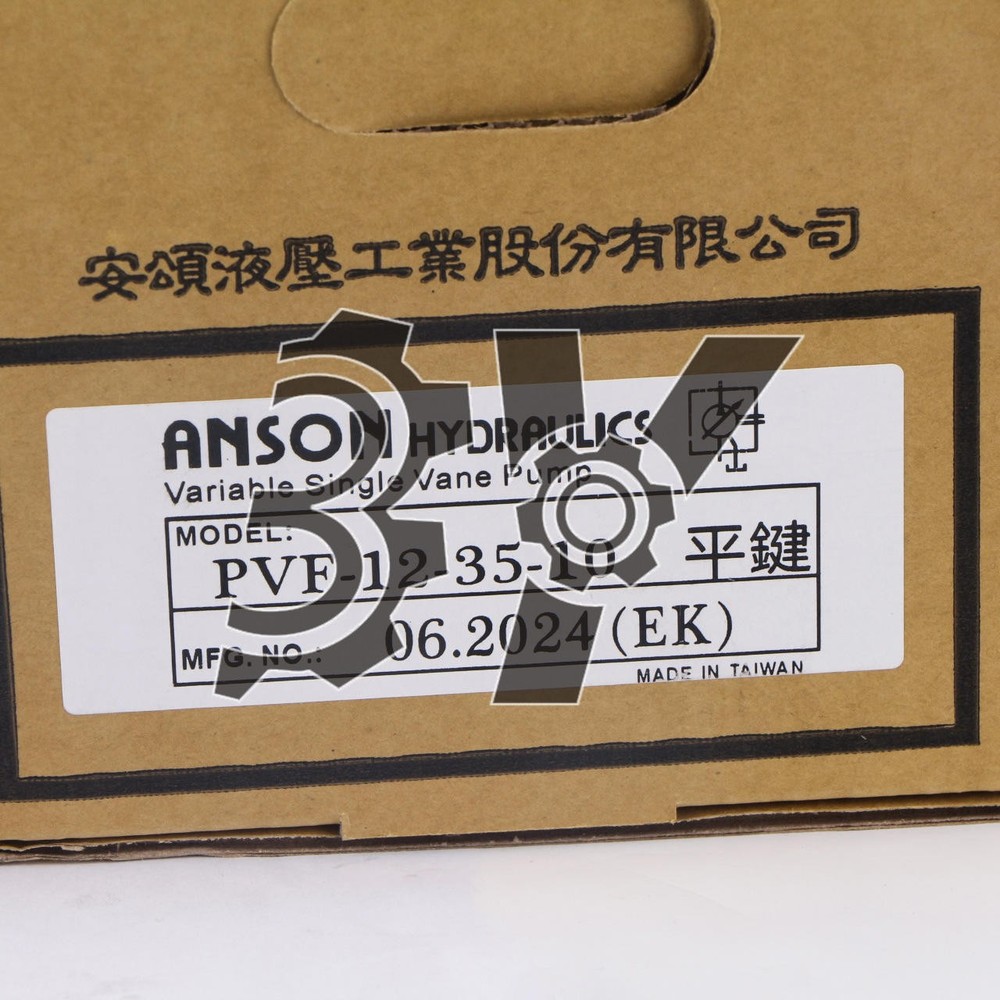 安頌液壓工業股份有限公司
ANSON HYDRAULICS
Variable Single Vane Pump
MODEL:
PVF-12-35-10 平鍵
MFG. NO.: 06.2024 (EK)
MADE IN TAIWAN